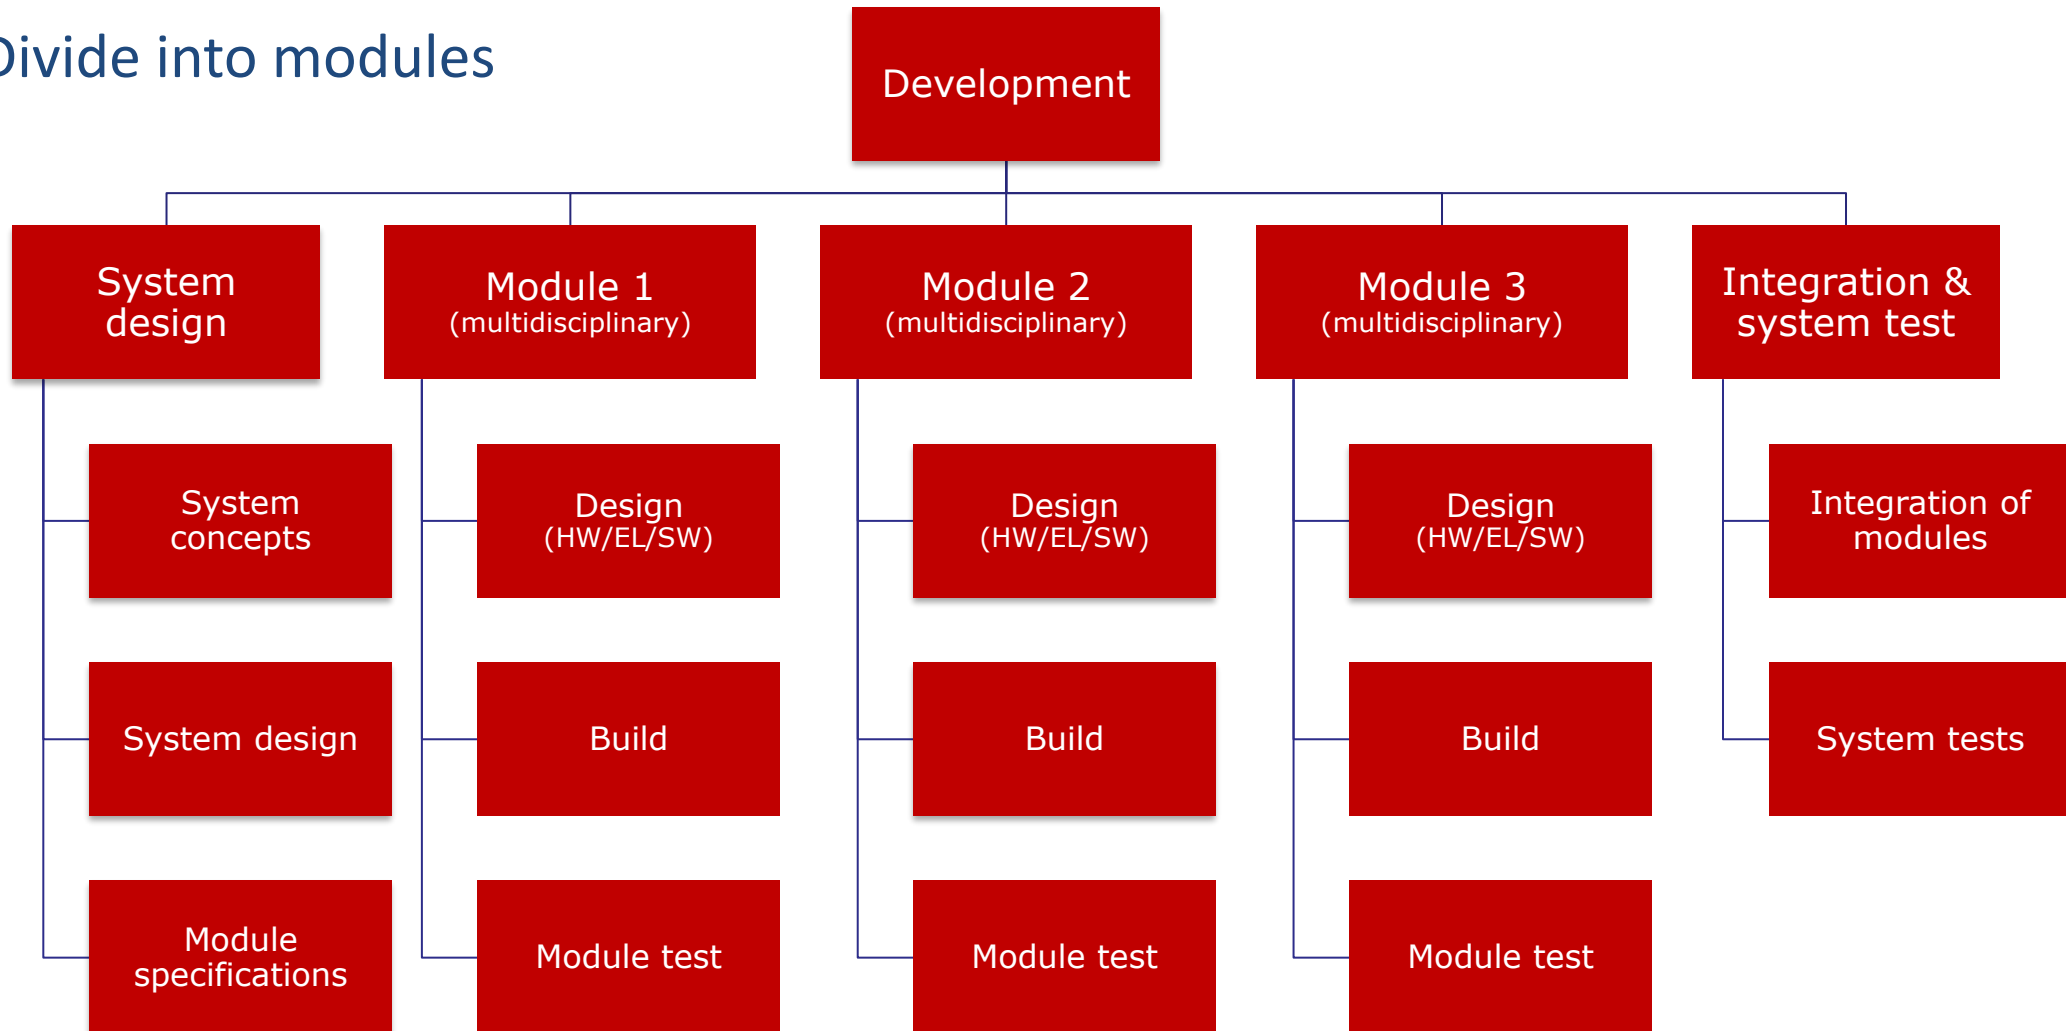 Divide into modules
Development
System
design
Module 1
(multidisciplinary)
Module 2
(multidisciplinary)
Module 3
(multidisciplinary)
Integration &
system test
System
concepts
System design
Module
specifications
Design
(HW/EL/SW)
Build
Module test
Design
(HW/EL/SW)
Build
Module test
Design
(HW/EL/SW)
Build
Module test
Integration of
modules
System tests